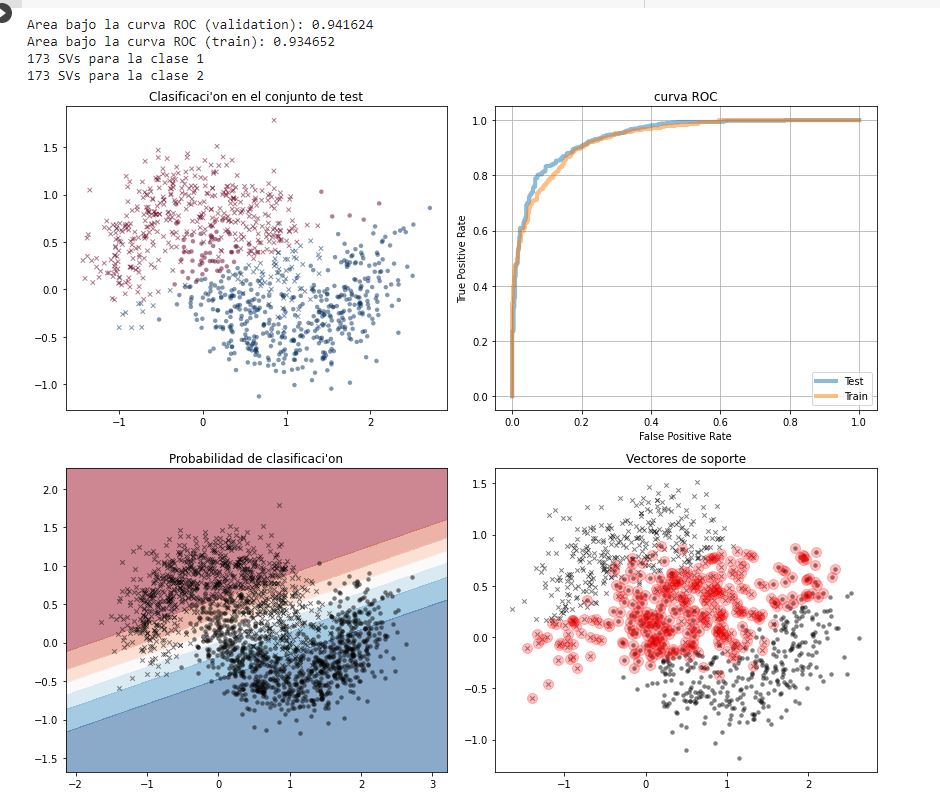 Area bajo la curva ROC (validation): 0.941624
Area bajo la curva ROC (train): 0.934652
173 SVs para la clase 1
173 SVs para la clase 2
Clasificaci'on en el conjunto de test
1.5
1.0
0.5
0.0
−0.5
−1.0
−1 0 1 2
curva ROC
True Positive Rate
1.0
0.8
0.6
0.4
0.2
0.0
Test
Train
0.0 0.2 0.4 0.6 0.8 1.0
False Positive Rate
Probabilidad de clasificaci'on
2.0
1.5
1.0
0.5
0.0
−0.5
−1.0
−1.5
−2 −1 0 1 2 3
Vectores de soporte
1.5
1.0
0.5
0.0
−0.5
−1.0
−1 0 1 2